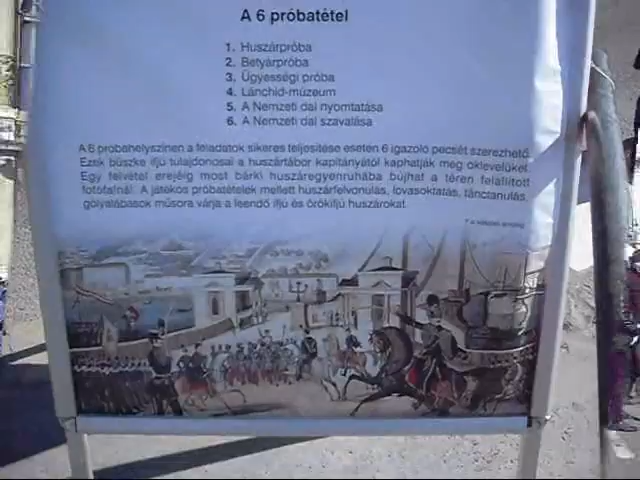 A 6 próbatétel
1. Huszárpróba
2. Betyárpróba
3. Ügyességi próba
4. Lánchíd-múzeum
5. A Nemzeti dal nyomtatása
6. A Nemzeti dal szavalása
A 6 próbahelyszínen a feladatok sikeres teljesítése esetén 6 igazoló pecsét szerezhető.
Ezek büszke ifjú tulajdonosai a huszártábor kapitányától kaphatják meg oklevelüket.
Egy felvétel erejéig most bárki huszáregyenruhába bújhat a téren felállított
fotófalnál. A játékos próbatételek mellett huszárfelvonulás, lovasoktatás, tánctanulás,
gólyalábasok műsora várja a leendő ifjú és örökifjú huszárokat.